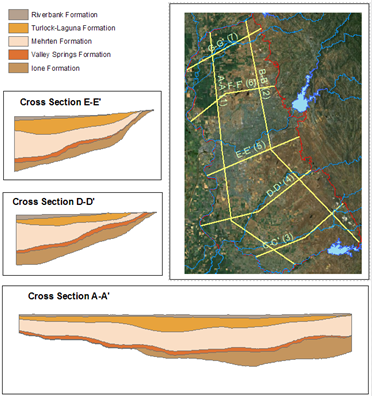 Riverbank Formation
Turlock-Laguna Formation
Mehrten Formation
Valley Springs Formation
Ione Formation
Cross Section E-E'
Cross Section D-D'
Cross Section A-A'
G-G' (7)
F-F' (6)
A-A' (1)
B-B' (2)
E-E' (5)
D-D' (4)
C-C' (3)